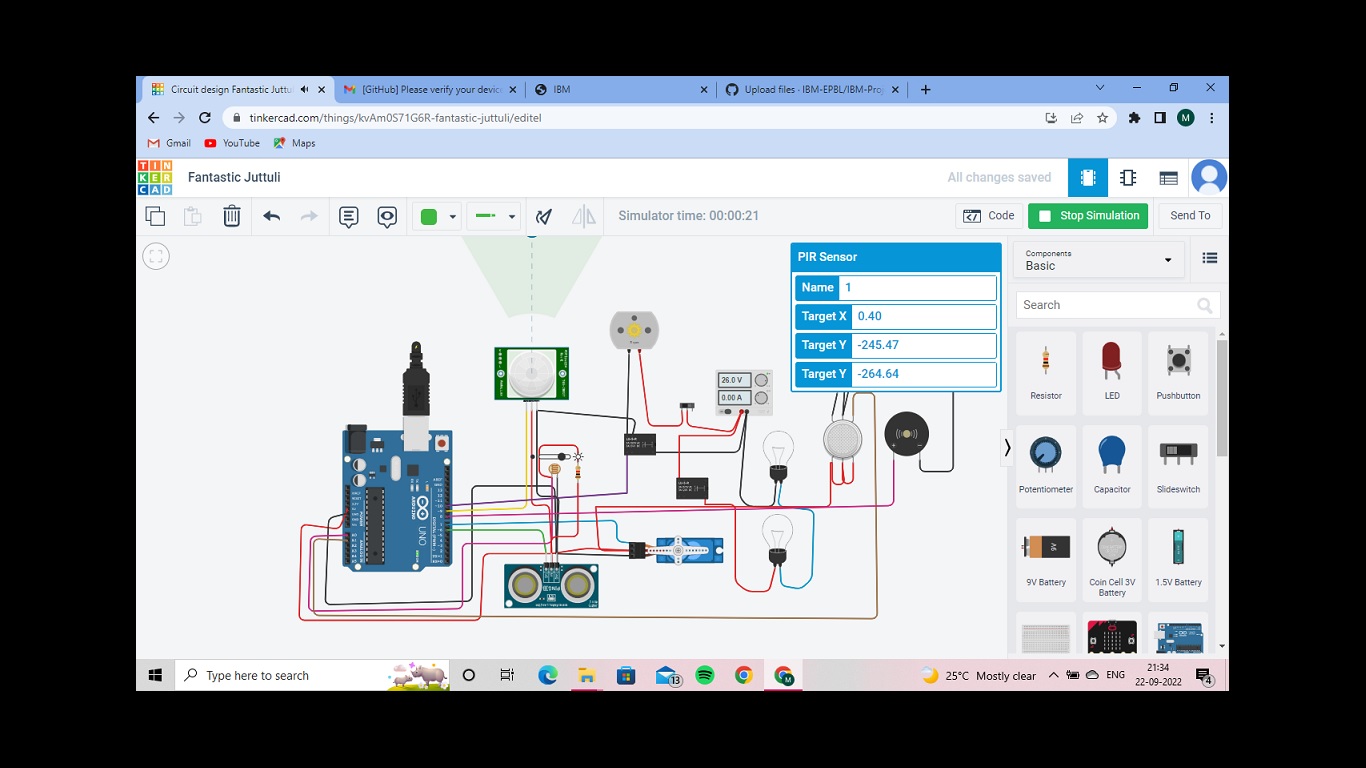 Circuit design Fantastic Juttu
[GitHub] Please verify your devic
IBM
Upload files · IBM-EPBL/IBM-Proj
tinkercad.com/things/kvAm0S71G6R-fantastic-juttuli/editel
M
Gmail
YouTube
Maps
TIN
KER
CAD
Fantastic Juttuli
All changes saved
Simulator time: 00:00:21
Code
Stop Simulation
Send To
PIR Sensor
Name 1
Target X 0.40
Target Y -245.47
Target Y -264.64
26.0 V
0.00 A
UNO
ARDUINO
Components
Basic
Search
Resistor
LED
Pushbutton
Potentiometer
Capacitor
Slideswitch
9V
9V Battery
Coin Cell 3V
Battery
1.5V Battery
Type here to search
13
M
25°C Mostly clear
ENG
21:34
22-09-2022
4